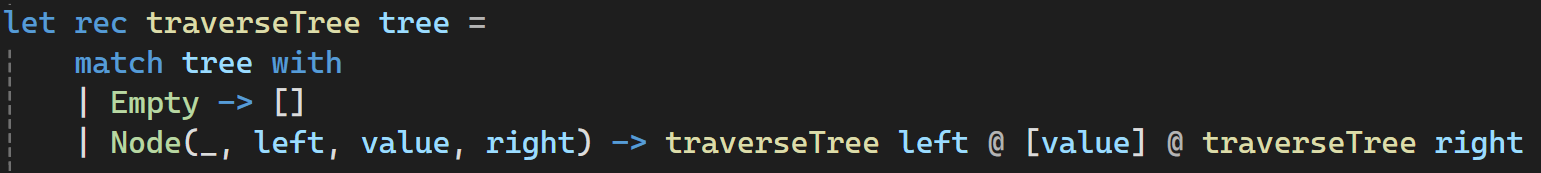 let rec traverseTree tree =
    match tree with
    | Empty -> []
    | Node(_, left, value, right) -> traverseTree left @ [value] @ traverseTree right